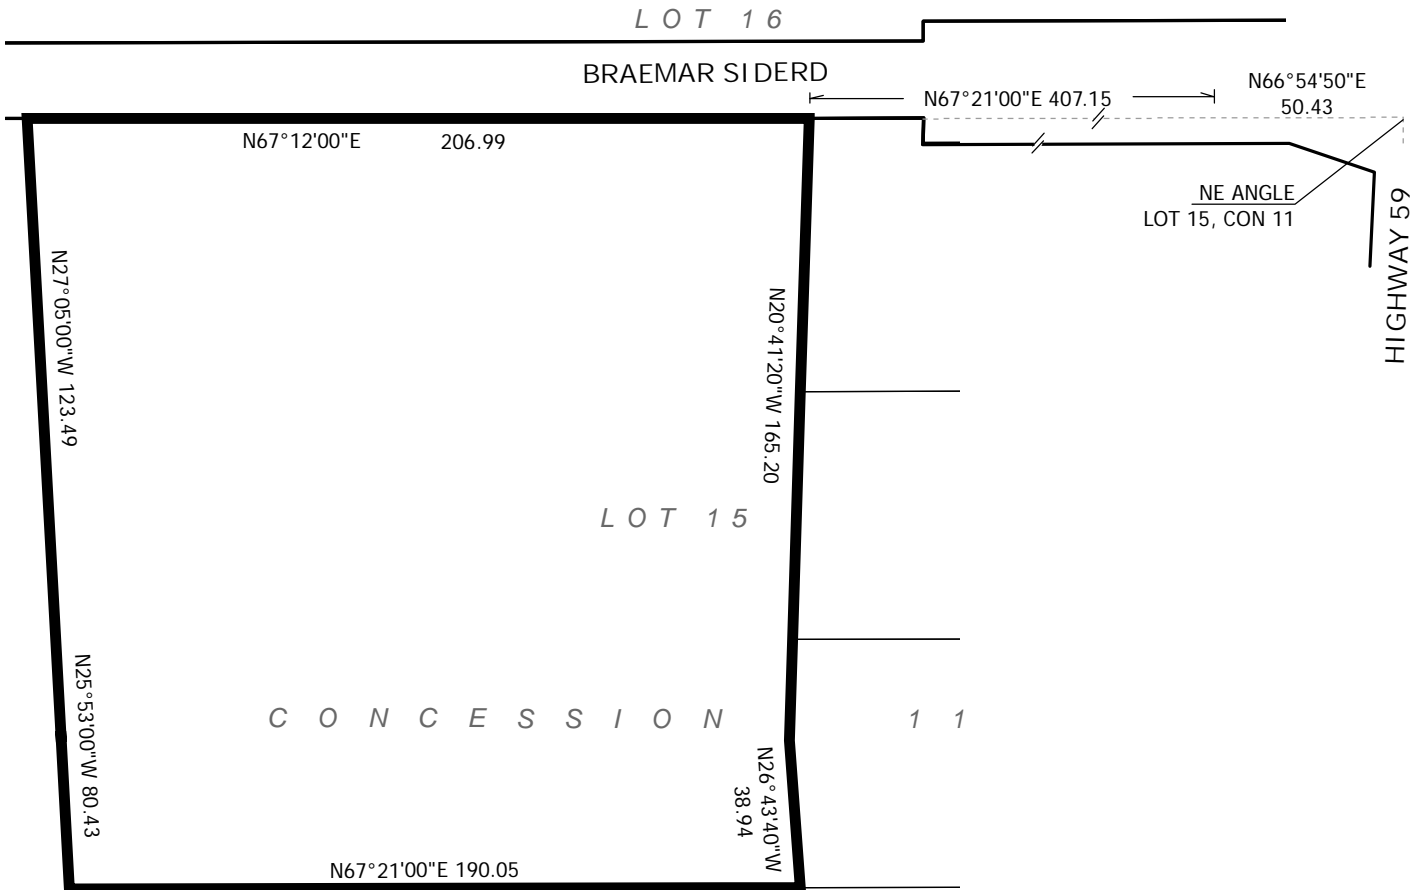 LOT 16
BRAEMAR SIDERD
N67°21'00"E 407.15
N66°54'50"E
50.43
N67°12'00"E 206.99
NE ANGLE
LOT 15, CON 11
HIGHWAY 59
N27°05'00"W 123.49
N20°41'20"W 165.20
LOT 15
N25°53'00"W 80.43
CONCESSION 11
N26°43'40"W
38.94
N67°21'00"E 190.05